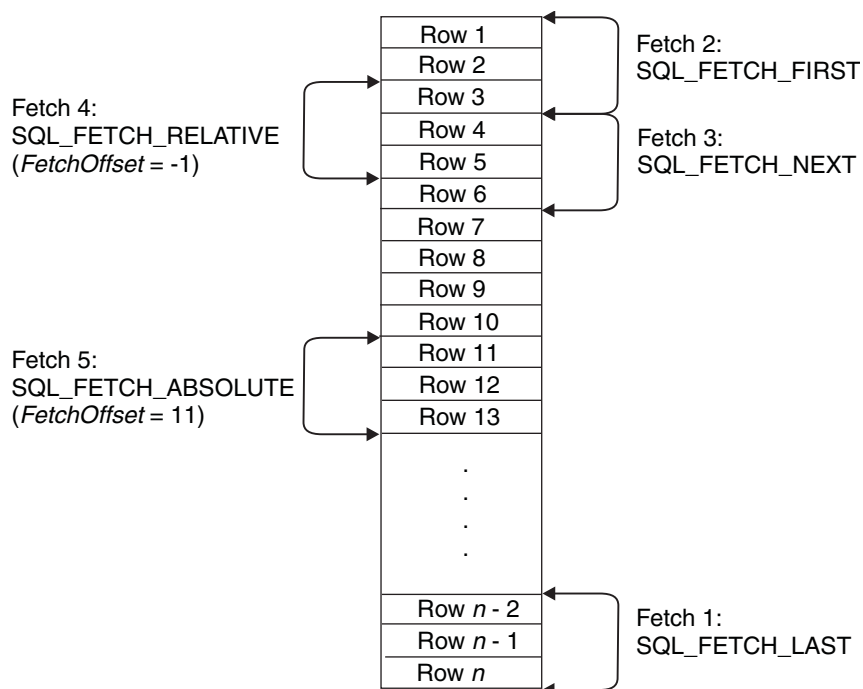 Row 1
Row 2
Row 3
Row 4
Row 5
Row 6
Row 7
Row 8
Row 9
Row 10
Row 11
Row 12
Row 13
.
.
.
.
Row n - 2
Row n - 1
Row n
Fetch 4:
SQL_FETCH_RELATIVE
(FetchOffset = -1)
Fetch 5:
SQL_FETCH_ABSOLUTE
(FetchOffset = 11)
Fetch 2:
SQL_FETCH_FIRST
Fetch 3:
SQL_FETCH_NEXT
Fetch 1:
SQL_FETCH_LAST